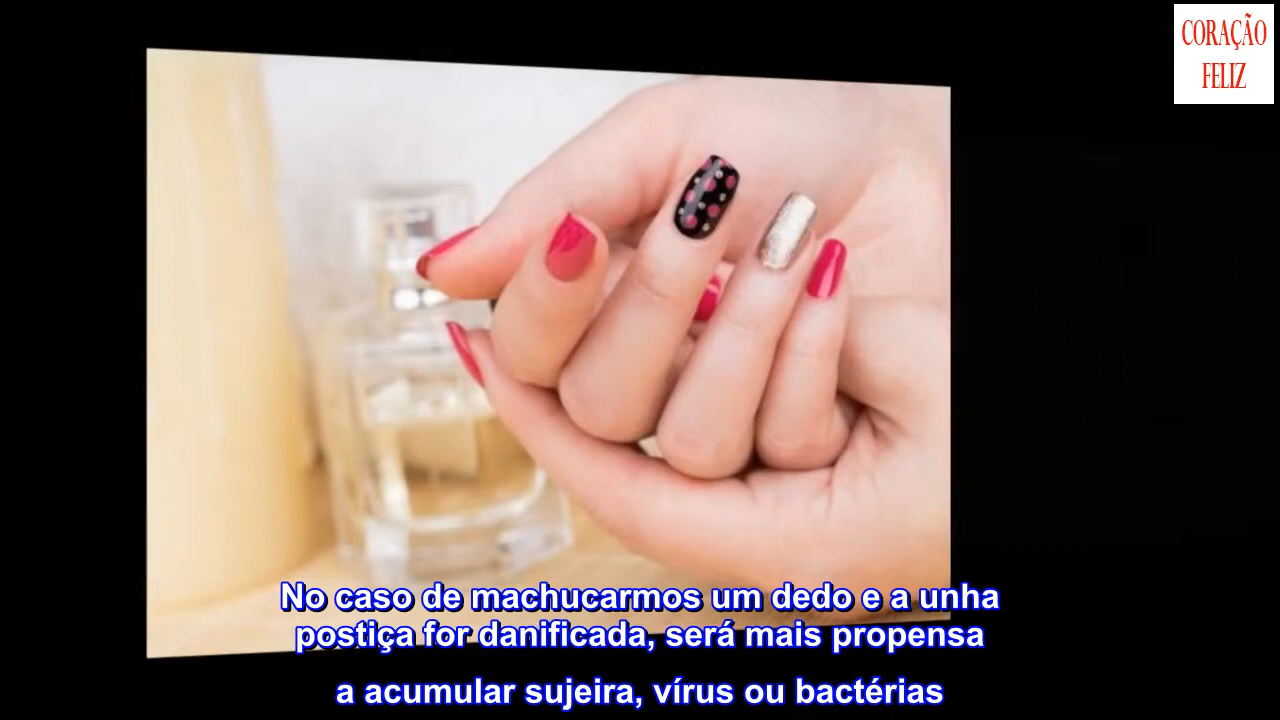 CORAÇÃO
FELIZ
No caso de machucarmos um dedo e a unha
postiça for danificada, será mais propensa
a acumular sujeira, vírus ou bactérias